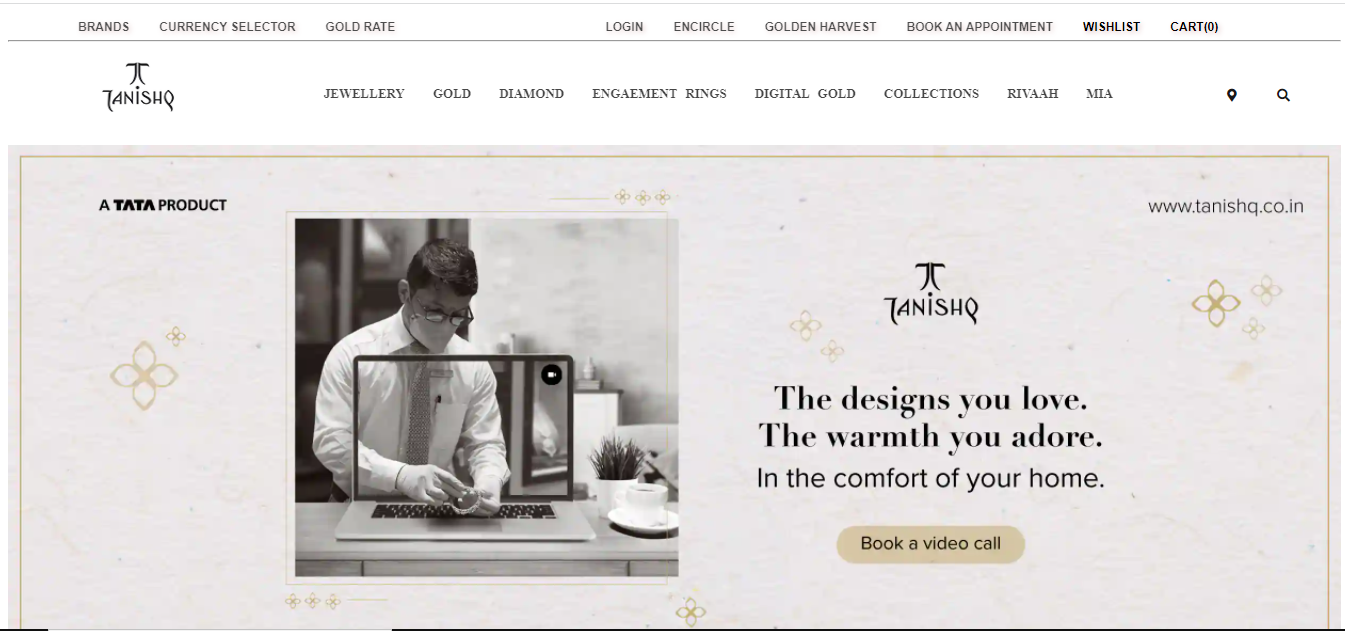 BRANDS CURRENCY SELECTOR GOLD RATE LOGIN ENCIRCLE GOLDEN HARVEST BOOK AN APPOINTMENT WISHLIST CART(0)
TANISHQ
JEWELLERY GOLD DIAMOND ENGAEMENT RINGS DIGITAL GOLD COLLECTIONS RIVAAH MIA
A TATA PRODUCT
www.tanishq.co.in
TANISHQ
The designs you love.
The warmth you adore.
In the comfort of your home.
Book a video call